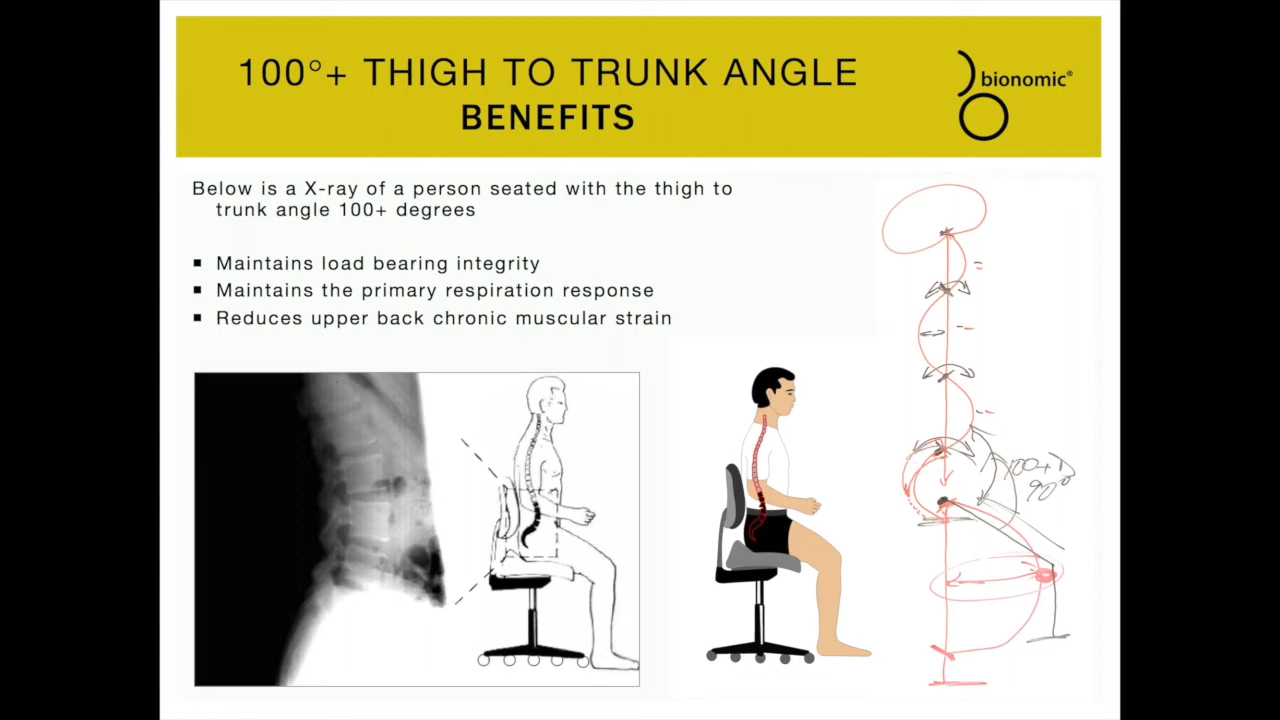 100°+ THIGH TO TRUNK ANGLE
BENEFITS
bionomic®
Below is a X-ray of a person seated with the thigh to
trunk angle 100+ degrees
▪ Maintains load bearing integrity
▪ Maintains the primary respiration response
▪ Reduces upper back chronic muscular strain
90°